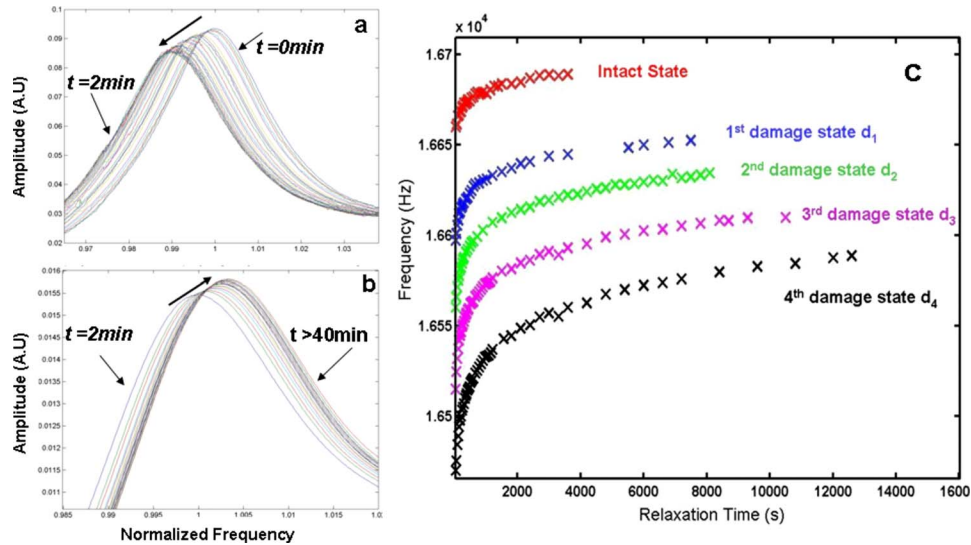 a
t=0min
t=2min
Amplitude (A.U)
0.1
0.09
0.08
0.07
0.06
0.05
0.04
0.03
0.02
0.97
0.98
0.99
1
1.01
1.02
1.03
b
t=2min
t >40min
Amplitude (A.U)
0.016
0.0155
0.015
0.0145
0.014
0.0135
0.013
0.0125
0.012
0.0115
0.011
0.985
0.99
0.995
1
1.005
1.01
1.015
Normalized Frequency
x 10⁴
C
Intact State
1st damage state d1
2nd damage state d2
3rd damage state d3
4th damage state d4
Frequency (Hz)
1.67
1.665
1.66
1.655
1.65
2000
4000
6000
8000
10000
12000
14000
1600
Relaxation Time (s)